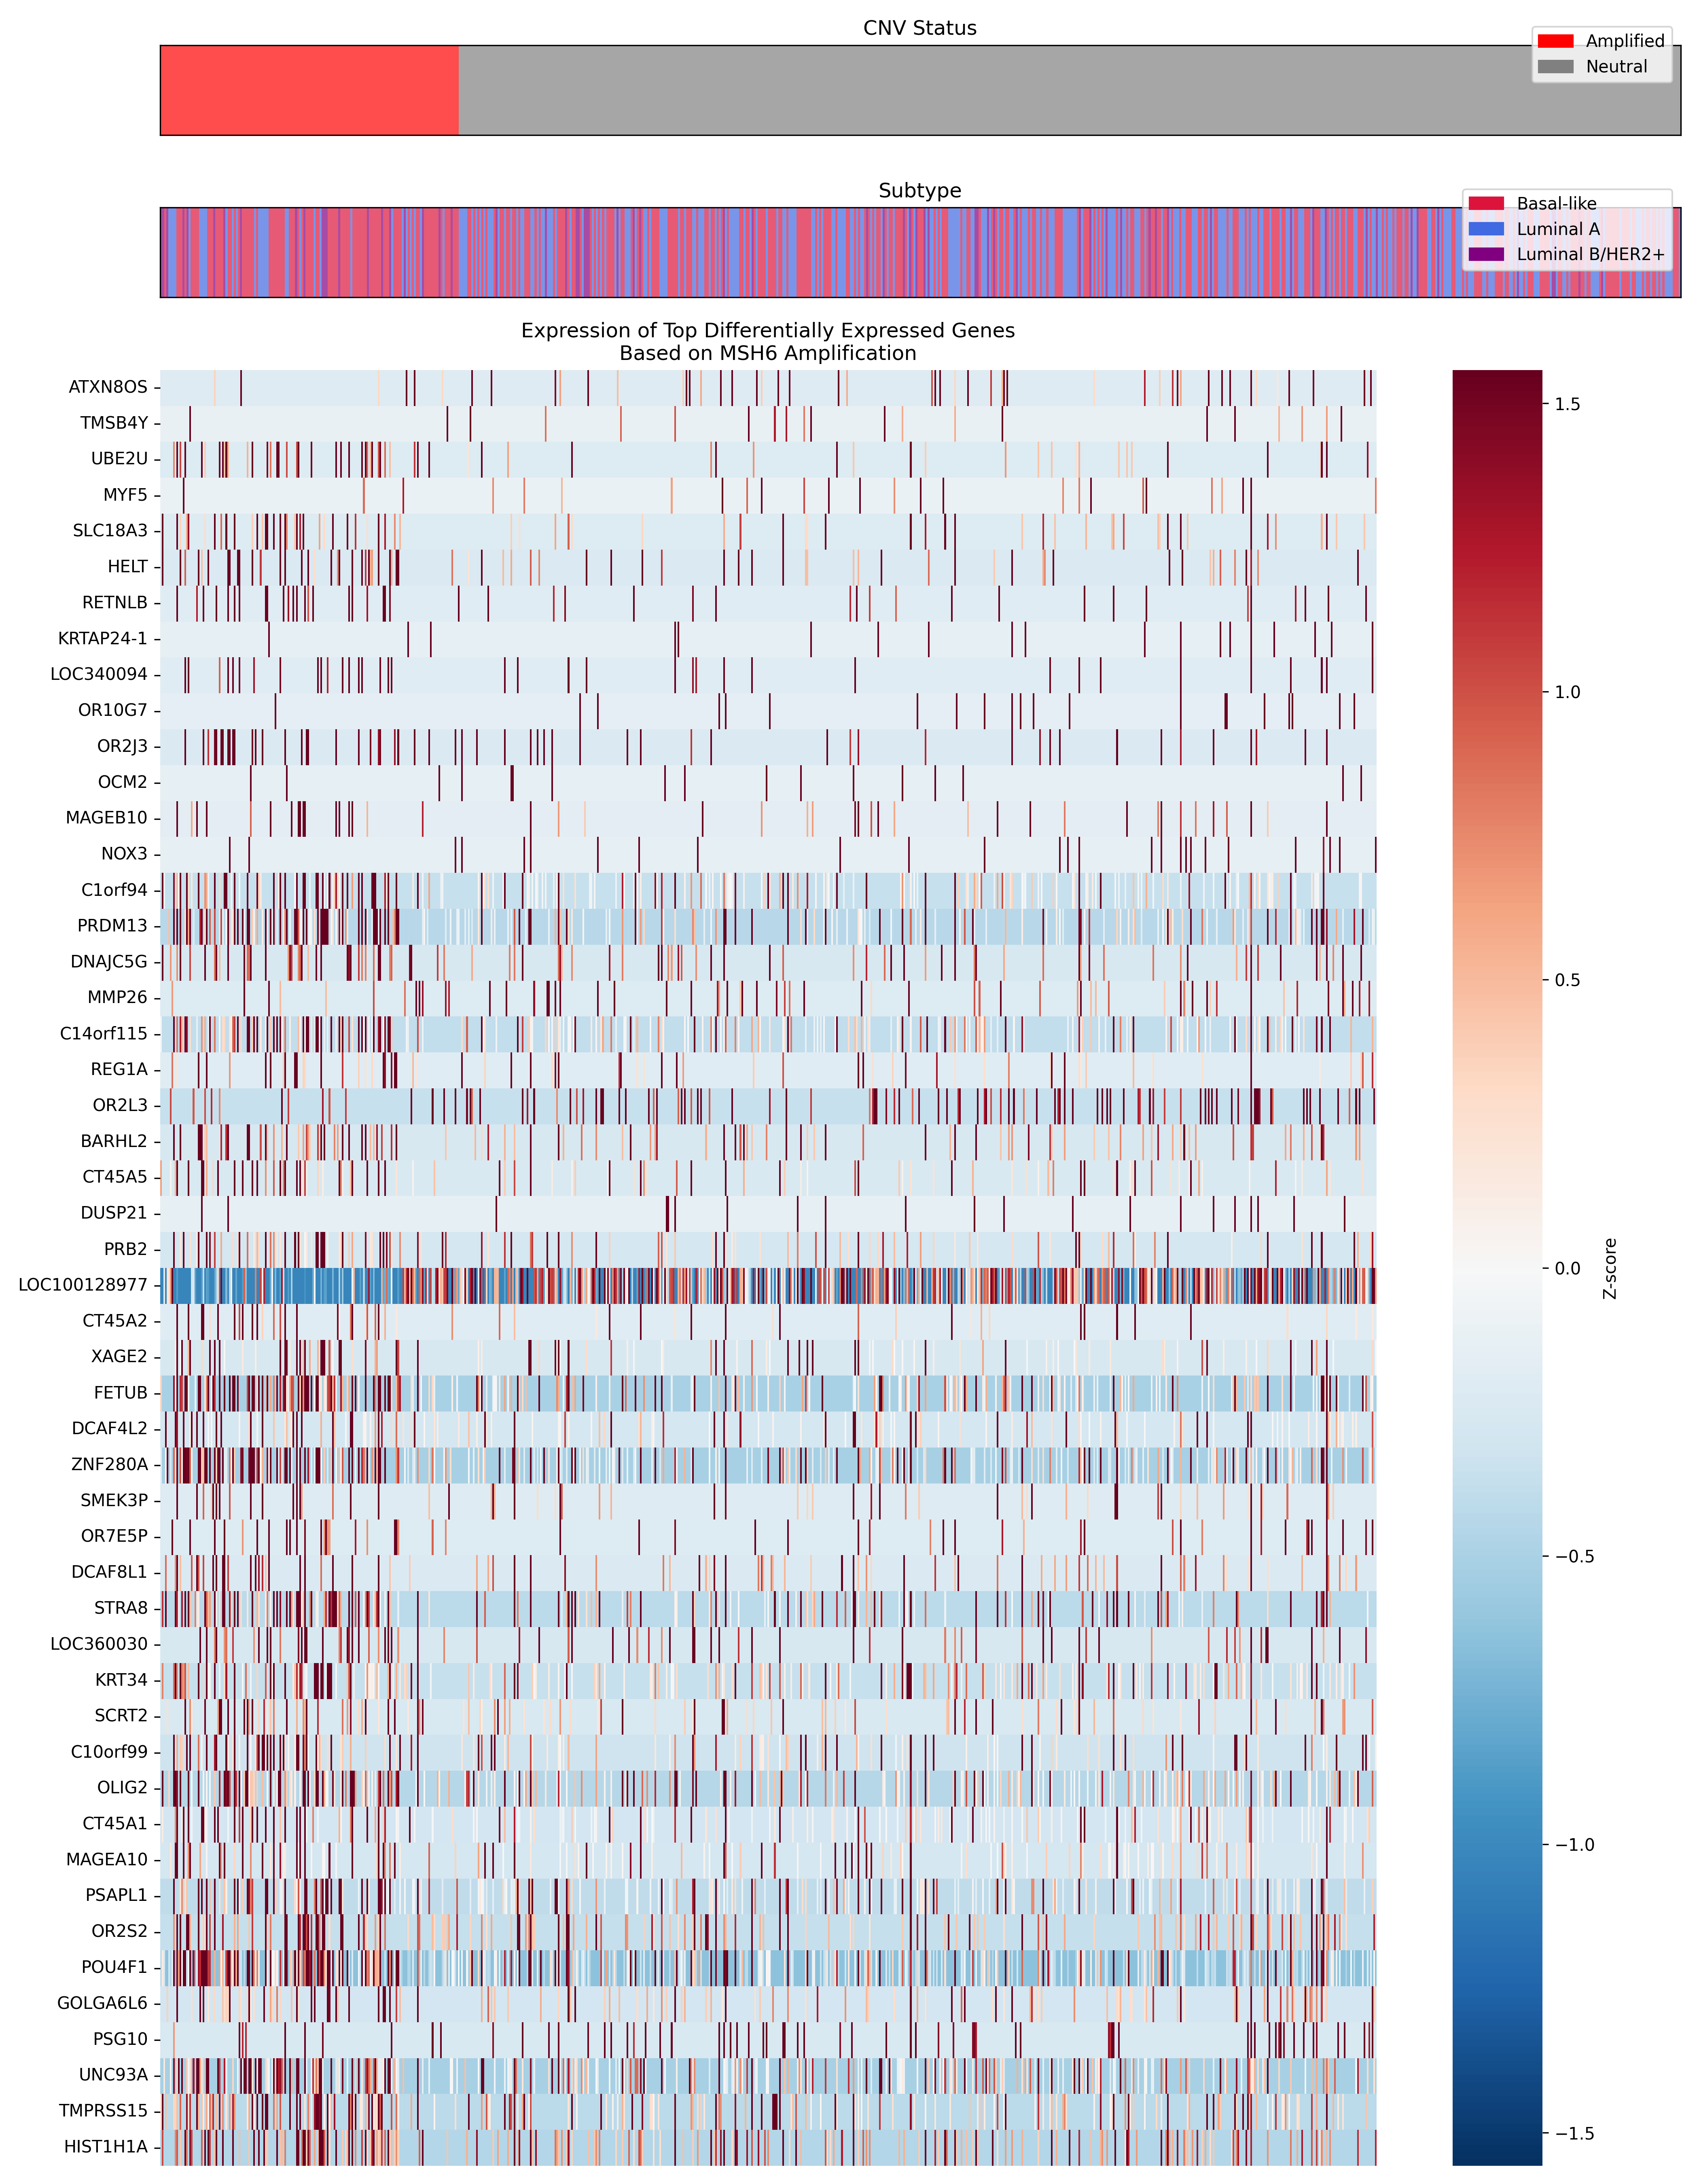 CNV Status
Amplified
Neutral
Subtype
Basal-like
Luminal A
Luminal B/HER2+
Expression of Top Differentially Expressed Genes
Based on MSH6 Amplification
ATXN8OS
TMSB4Y
UBE2U
MYF5
SLC18A3
HELT
RETNLB
KRTAP24-1
LOC340094
OR10G7
OR2J3
OCM2
MAGEB10
NOX3
C1orf94
PRDM13
DNAJC5G
MMP26
C14orf115
REG1A
OR2L3
BARHL2
CT45A5
DUSP21
PRB2
LOC100128977
CT45A2
XAGE2
FETUB
DCAF4L2
ZNF280A
SMEK3P
OR7E5P
DCAF8L1
STRA8
LOC360030
KRT34
SCRT2
C10orf99
OLIG2
CT45A1
MAGEA10
PSAPL1
OR2S2
POU4F1
GOLGA6L6
PSG10
UNC93A
TMPRSS15
HIST1H1A
1.5
1.0
0.5
0.0
−0.5
−1.0
−1.5
Z-score